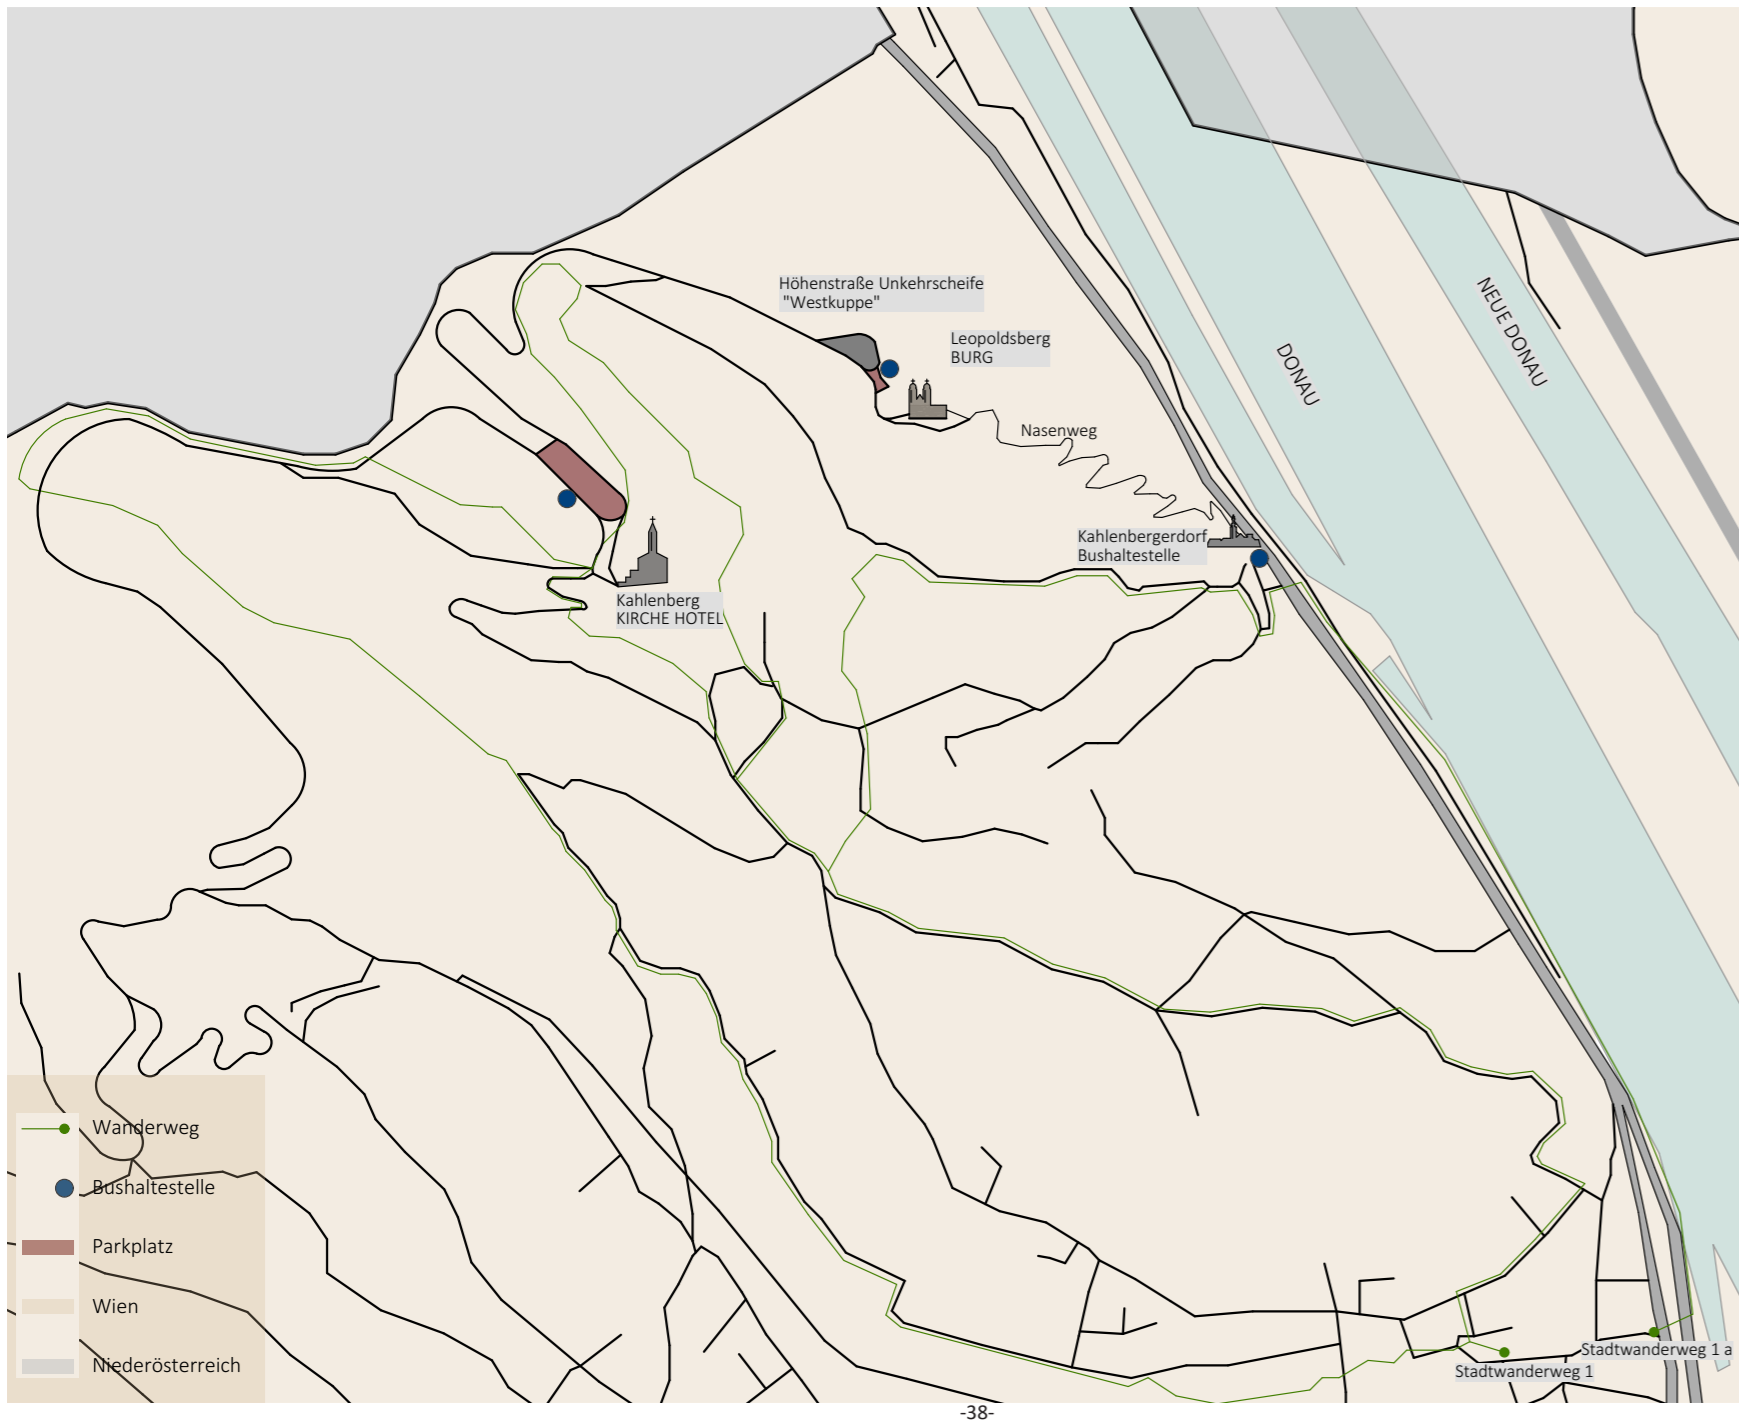 Höhenstraße Unkehrscheife
"Westkuppe"
Leopoldsberg
BURG
NEUE DONAU
DONAU
Nasenweg
Kahlenbergerdorf
Bushaltestelle
Kahlenberg
KIRCHE HOTEL
Wanderweg
Bushaltestelle
Parkplatz
Wien
Niederösterreich
Stadtwanderweg 1 a
Stadtwanderweg 1
-38-